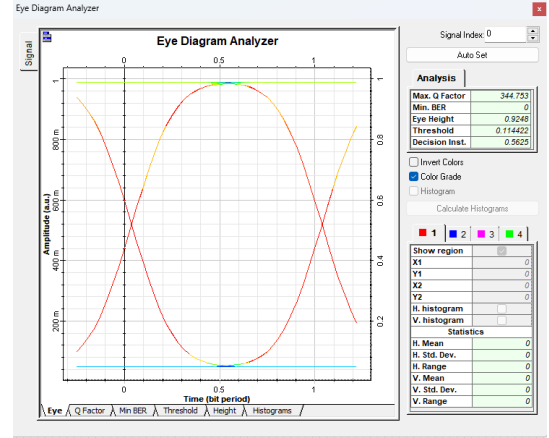 Eye Diagram Analyzer
x
Signal
Eye Diagram Analyzer
0 0.5 1
1
800 m
600 m
400 m
200 m
Amplitude (a.u.)
1
0.8
0.6
0.4
0.2
0 0.5 1
Time (bit period)
Eye Q Factor Min BER Threshold Height Histograms
Signal Index: 0
Auto Set
Analysis
Max. Q Factor 344.753
Min. BER 0
Eye Height 0.9248
Threshold 0.114422
Decision Inst. 0.5625
Invert Colors
Color Grade
Histogram
Calculate Histograms
1 2 3 4
Show region
X1 0
Y1 0
X2 0
Y2 0
H. histogram
V. histogram
Statistics
H. Mean 0
H. Std. Dev. 0
H. Range 0
V. Mean 0
V. Std. Dev. 0
V. Range 0